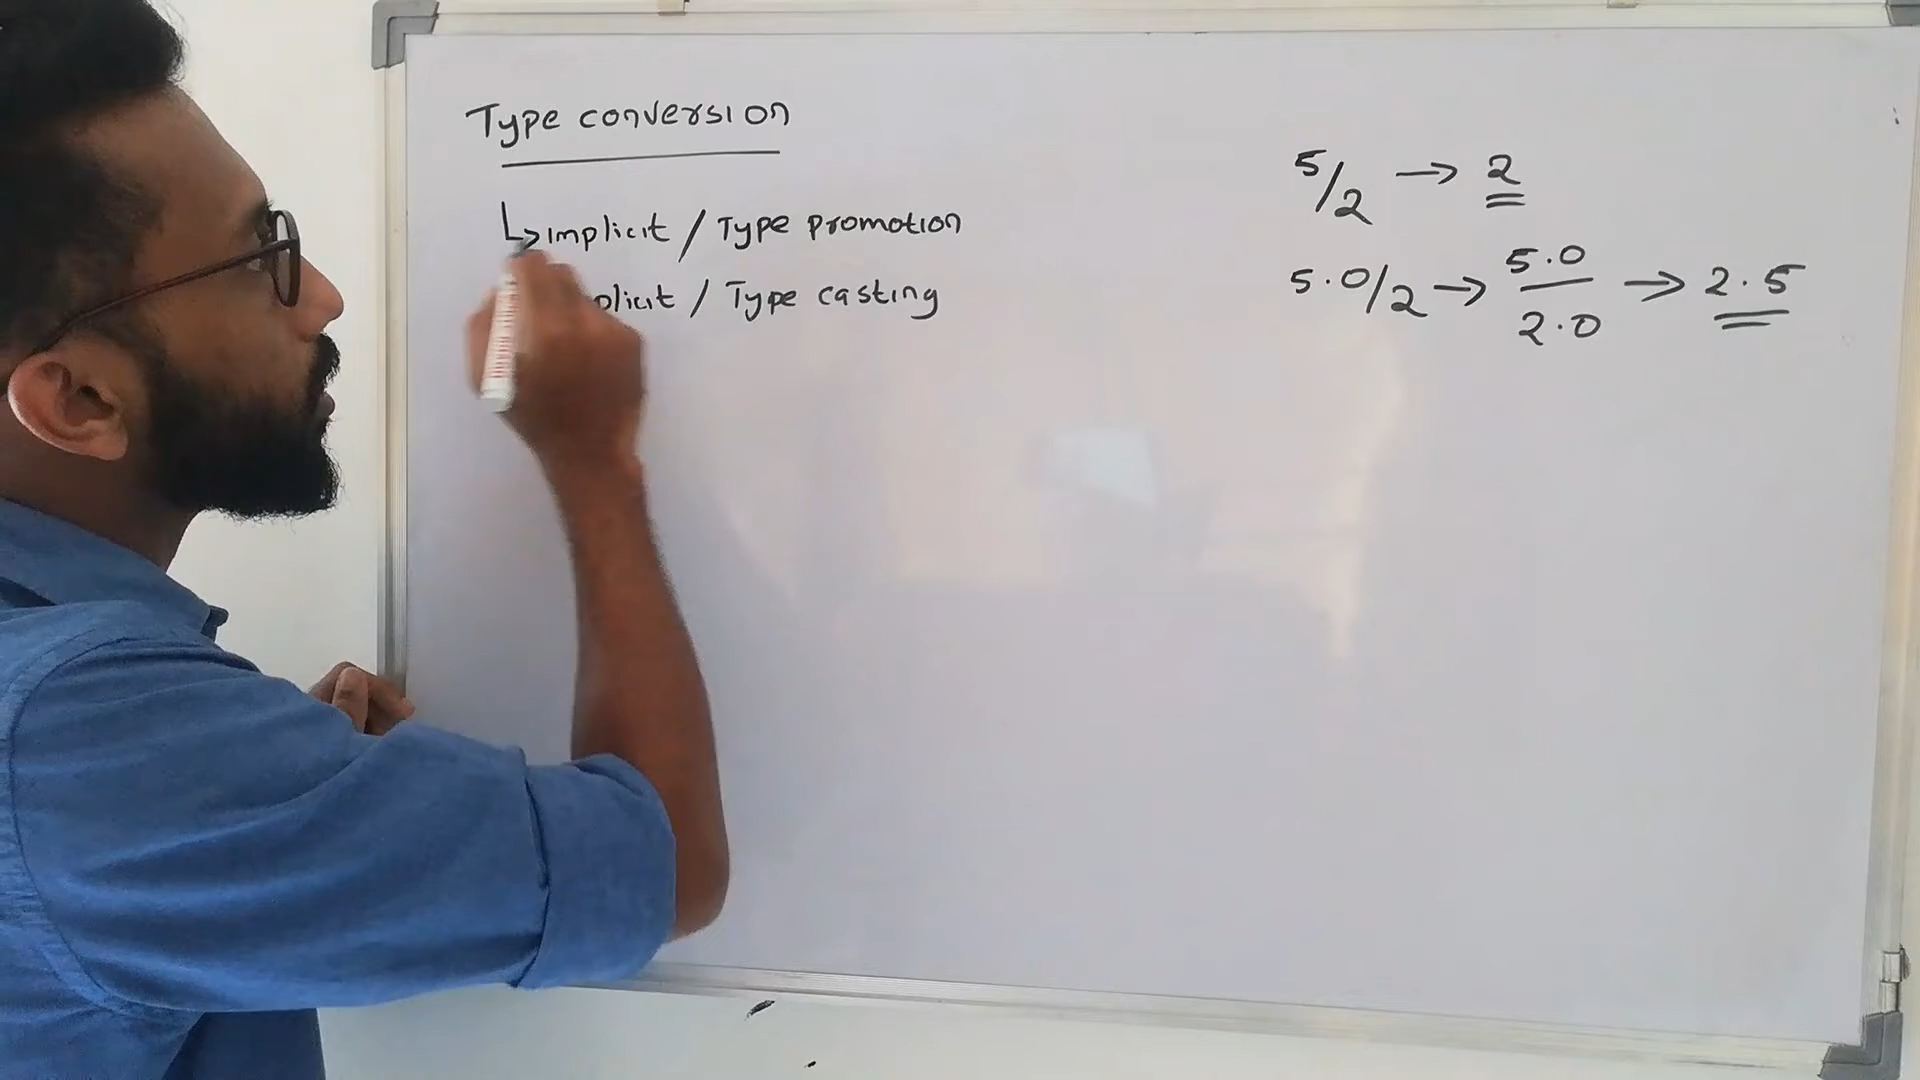 Type conversion
↳ implicit / Type promotion
plicit / Type casting
5/2 → 2
5.0/2 → 5.0/2.0 → 2.5